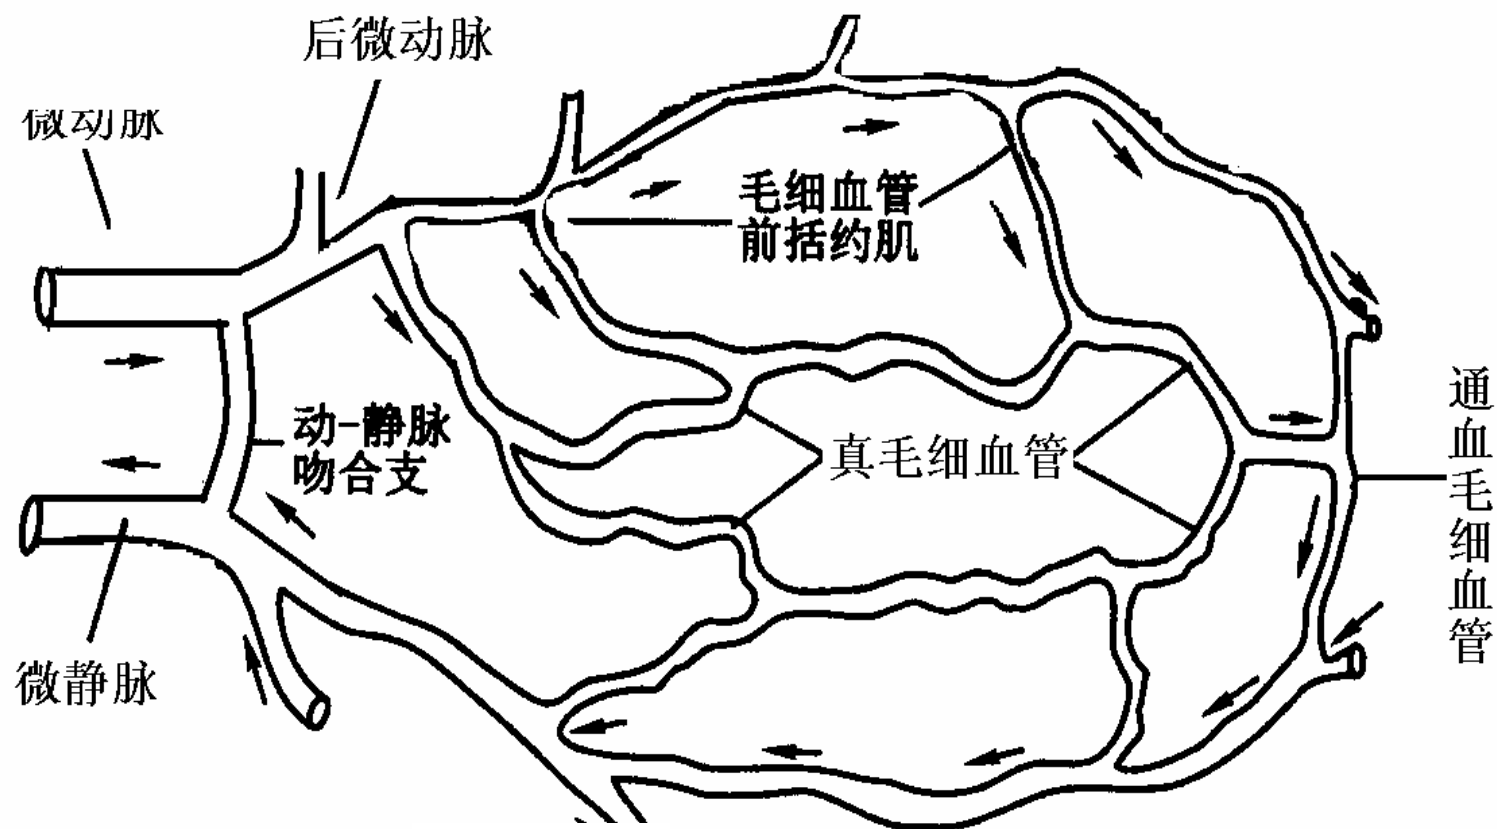 后微动脉
微动脉
毛细血管
前括约肌
动-静脉
吻合支
真毛细血管
通血毛细血管
微静脉